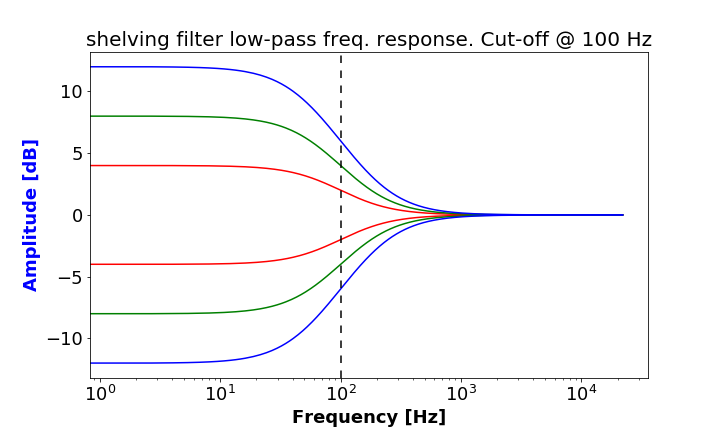 shelving filter low-pass freq. response. Cut-off @ 100 Hz
Amplitude [dB]
10
5
0
−5
−10
10⁰ 10¹ 10² 10³ 10⁴
Frequency [Hz]